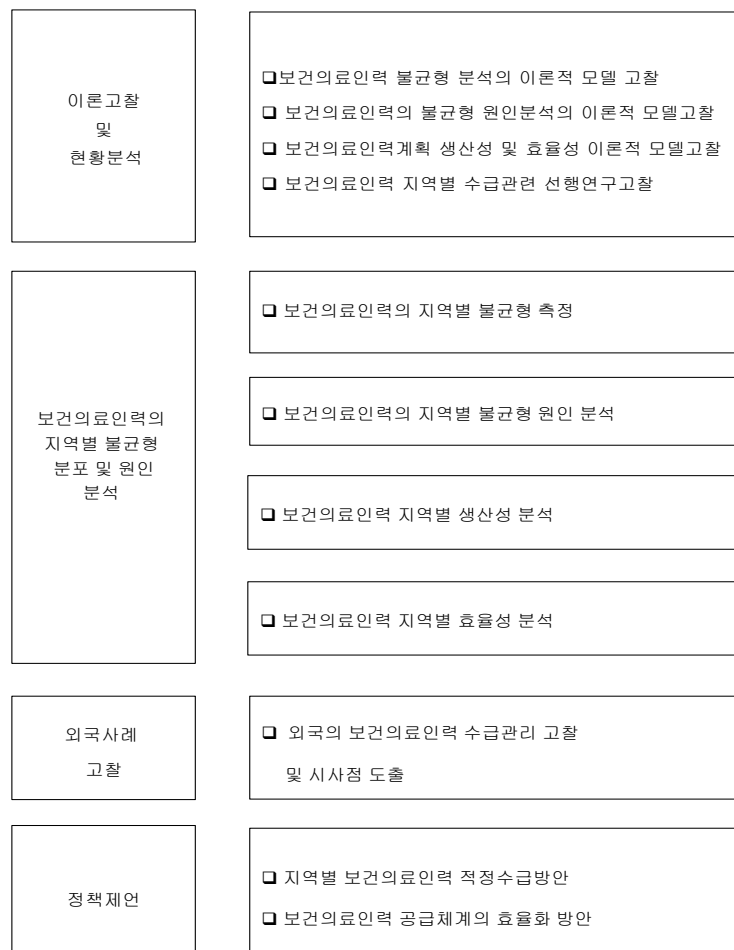 이론고찰
및
현황분석
❑보건의료인력 불균형 분석의 이론적 모델 고찰
❑ 보건의료인력의 불균형 원인분석의 이론적 모델고찰
❑ 보건의료인력계획 생산성 및 효율성 이론적 모델고찰
❑ 보건의료인력 지역별 수급관련 선행연구고찰
보건의료인력의
지역별 불균형
분포 및 원인
분석
❑ 보건의료인력의 지역별 불균형 측정
❑ 보건의료인력의 지역별 불균형 원인 분석
❑ 보건의료인력 지역별 생산성 분석
❑ 보건의료인력 지역별 효율성 분석
외국사례
고찰
❑ 외국의 보건의료인력 수급관리 고찰
및 시사점 도출
정책제언
❑ 지역별 보건의료인력 적정수급방안
❑ 보건의료인력 공급체계의 효율화 방안